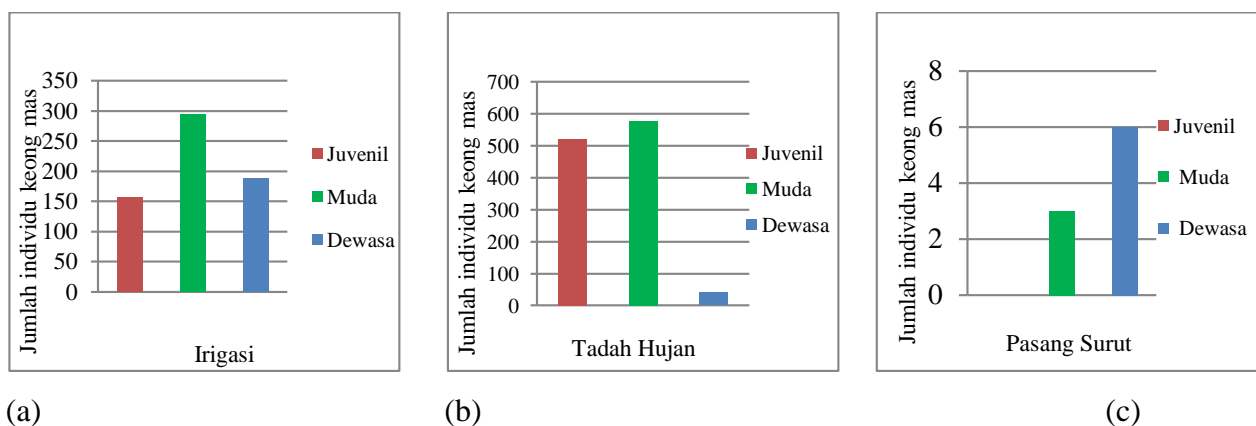 Jumlah individu keong mas
350
300
250
200
150
100
50
0
Juvenil
Muda
Dewasa
Irigasi
Jumlah individu keong mas
700
600
500
400
300
200
100
0
Juvenil
Muda
Dewasa
Tadah Hujan
Jumlah individu keong mas
8
6
4
2
0
Juvenil
Muda
Dewasa
Pasang Surut
(a)
(b)
(c)